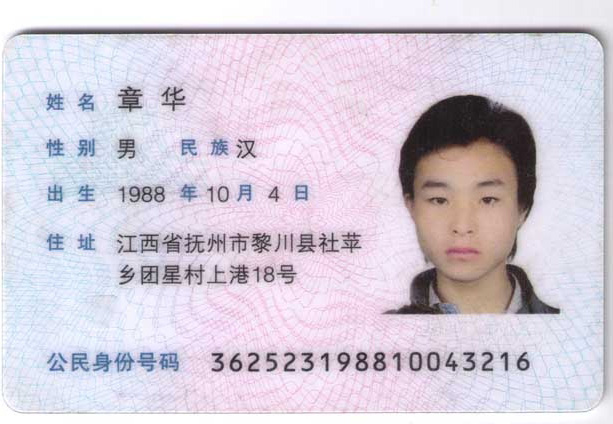 姓名 章华
性别 男 民族 汉
出生 1988 年 10 月 4 日
住址 江西省抚州市黎川县社苹
乡团星村上港18号
公民身份号码 362523198810043216